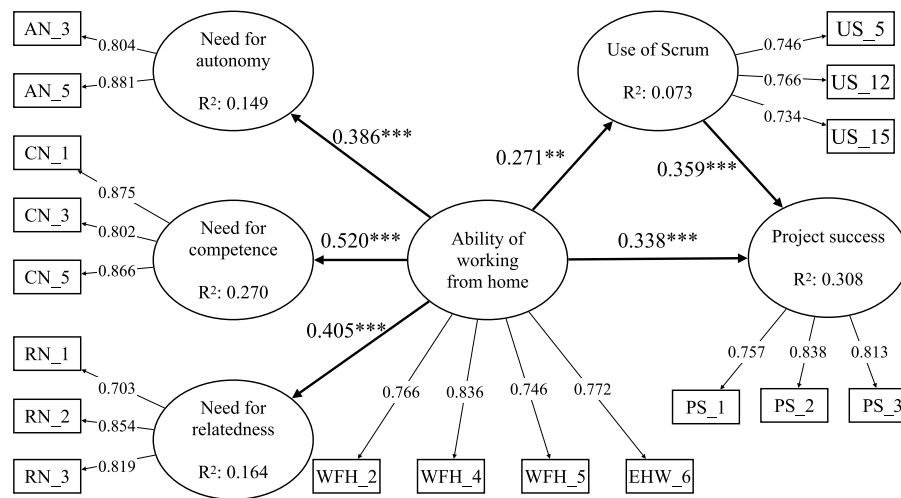 AN_3
AN_5
CN_1
CN_3
CN_5
RN_1
RN_2
RN_3
0.804
0.881
0.875
0.802
0.866
0.703
0.854
0.819
Need for
autonomy
R²: 0.149
Need for
competence
R²: 0.270
Need for
relatedness
R²: 0.164
0.386***
0.520***
0.405***
Ability of
working
from home
0.271**
0.338***
0.359***
Use of Scrum
R²: 0.073
0.746
0.766
0.734
US_5
US_12
US_15
Project success
R²: 0.308
0.757
0.838
0.813
PS_1
PS_2
PS_3
0.766
0.836
0.746
0.772
WFH_2
WFH_4
WFH_5
EHW_6